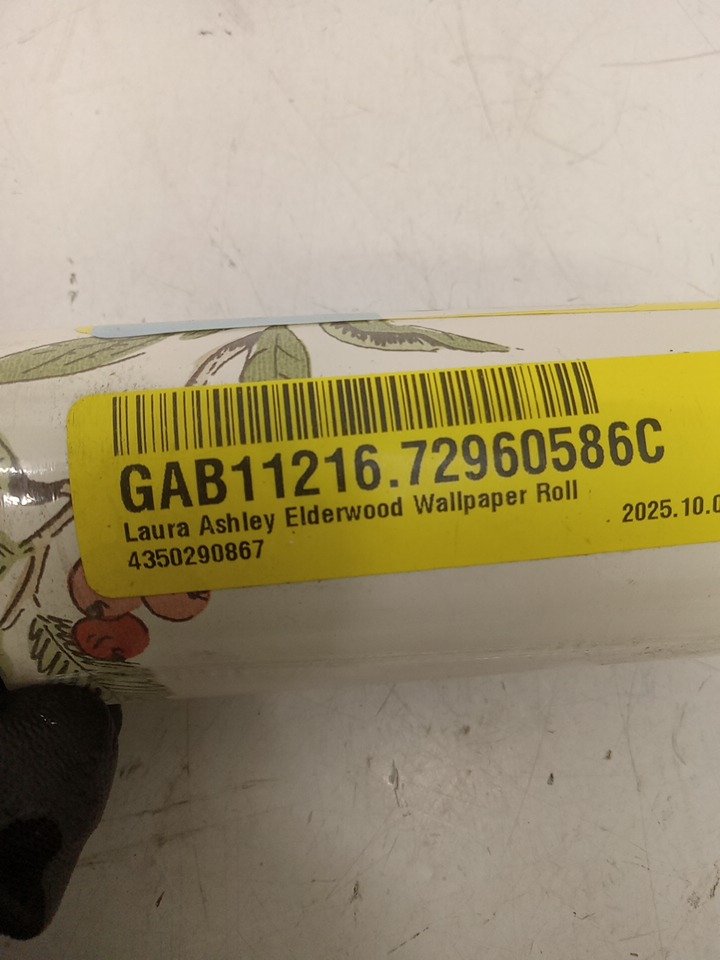 GAB11216.72960586C
Laura Ashley Elderwood Wallpaper Roll
4350290867
2025.10.0